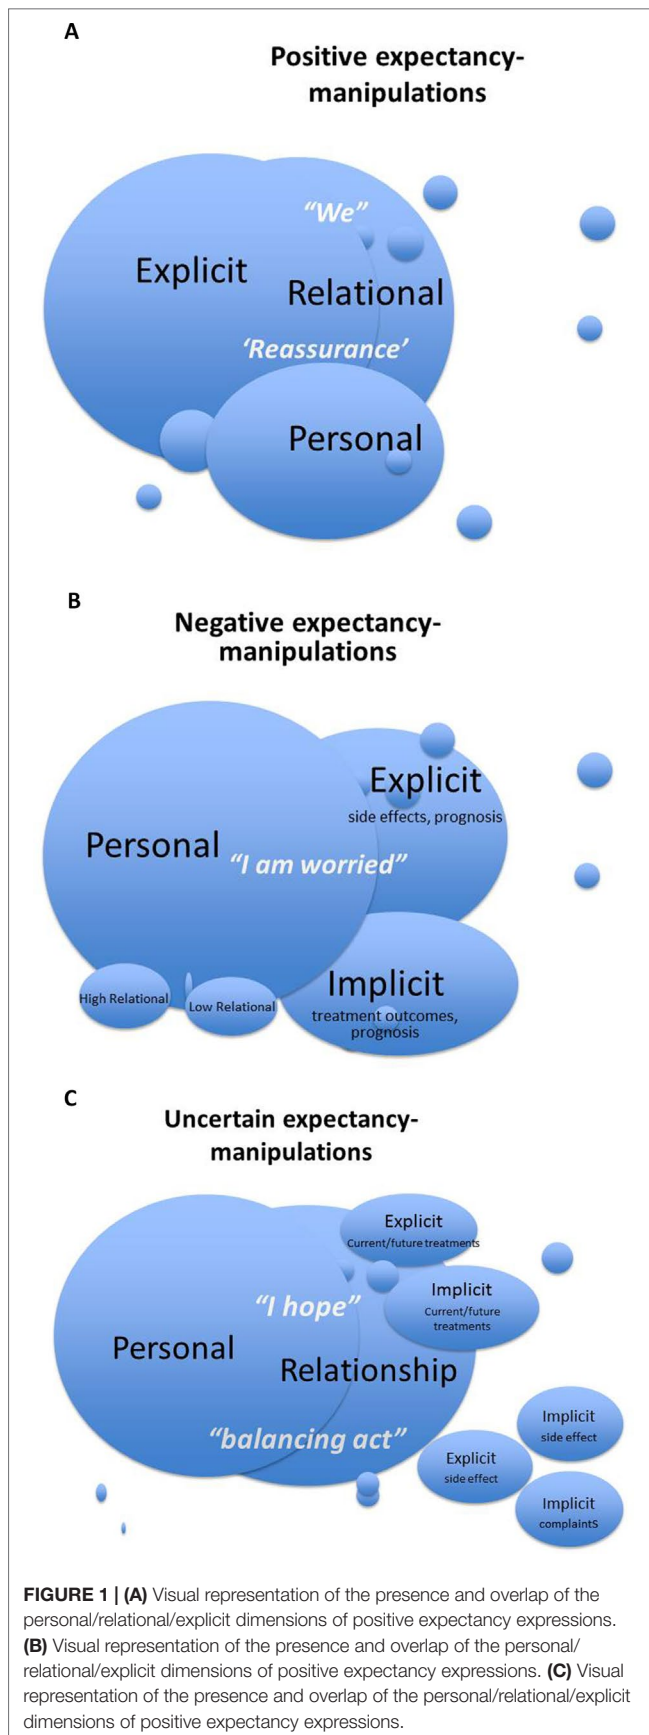 A
Positive expectancy-
manipulations
“We”
Explicit
Relational
‘Reassurance’
Personal
B
Negative expectancy-
manipulations
Explicit
side effects, prognosis
Personal
“I am worried”
Implicit
High Relational
Low Relational
treatment outcomes,
prognosis
C
Uncertain expectancy-
manipulations
Explicit
Current/future treatments
Implicit
Current/future
treatments
“I hope”
Personal
Relationship
“balancing act”
Implicit
side effect
Explicit
side effect
Implicit
complaintS
FIGURE 1 | (A) Visual representation of the presence and overlap of the
personal/relational/explicit dimensions of positive expectancy expressions.
(B) Visual representation of the presence and overlap of the personal/
relational/explicit dimensions of positive expectancy expressions. (C) Visual
representation of the presence and overlap of the personal/relational/explicit
dimensions of positive expectancy expressions.